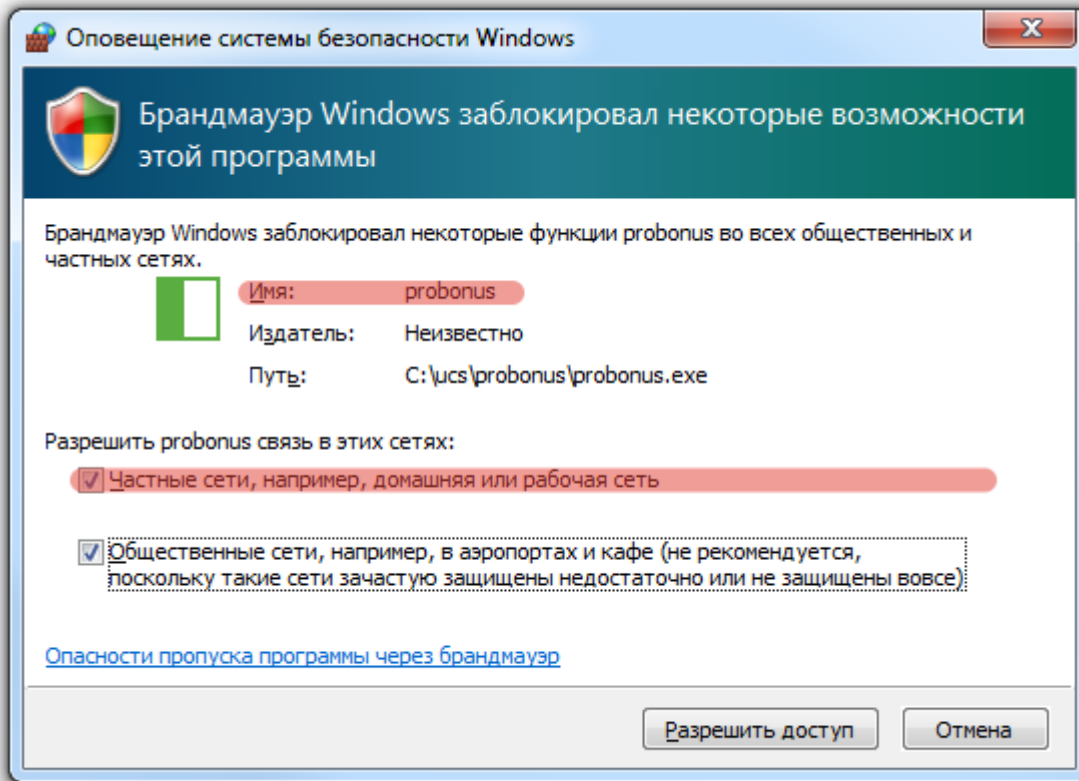 Оповещение системы безопасности Windows
Брандмауэр Windows заблокировал некоторые возможности
этой программы
Брандмауэр Windows заблокировал некоторые функции probonus во всех общественных и
частных сетях.
Имя: probonus
Издатель: Неизвестно
Путь: C:\ucs\probonus\probonus.exe
Разрешить probonus связь в этих сетях:
Частные сети, например, домашняя или рабочая сеть
Общественные сети, например, в аэропортах и кафе (не рекомендуется,
поскольку такие сети зачастую защищены недостаточно или не защищены вовсе)
Опасности пропуска программы через брандмауэр
Разрешить доступ Отмена